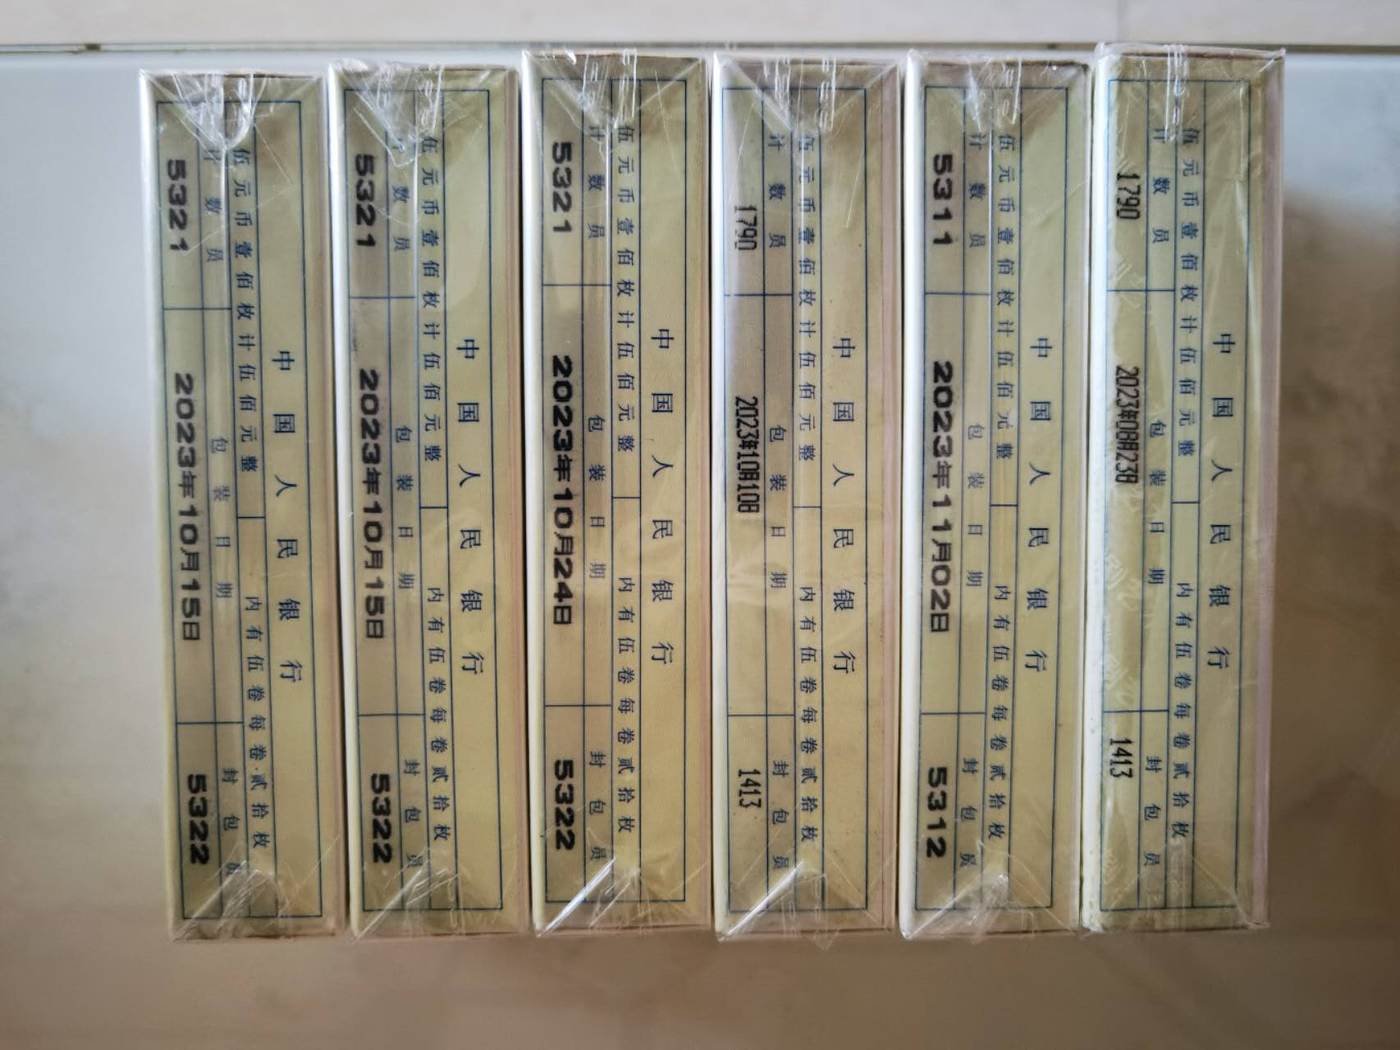 中国人民银行
伍元币壹佰枚计伍佰元整 内有伍卷每卷贰拾枚
计数员 包装日期 封包员
5321 2023年10月15日 5322
中国人民银行
伍元币壹佰枚计伍佰元整 内有伍卷每卷贰拾枚
计数员 包装日期 封包员
5321 2023年10月15日 5322
中国人民银行
伍元币壹佰枚计伍佰元整 内有伍卷每卷贰拾枚
计数员 包装日期 封包员
5321 2023年10月24日 5322
中国人民银行
伍元币壹佰枚计伍佰元整 内有伍卷每卷贰拾枚
计数员 包装日期 封包员
1790 2023年10月10日 1413
中国人民银行
伍元币壹佰枚计伍佰元整 内有伍卷每卷贰拾枚
计数员 包装日期 封包员
5311 2023年11月02日 5312
中国人民银行
伍元币壹佰枚计伍佰元整 内有伍卷每卷贰拾枚
计数员 包装日期 封包员
1790 2023年08月23日 1413